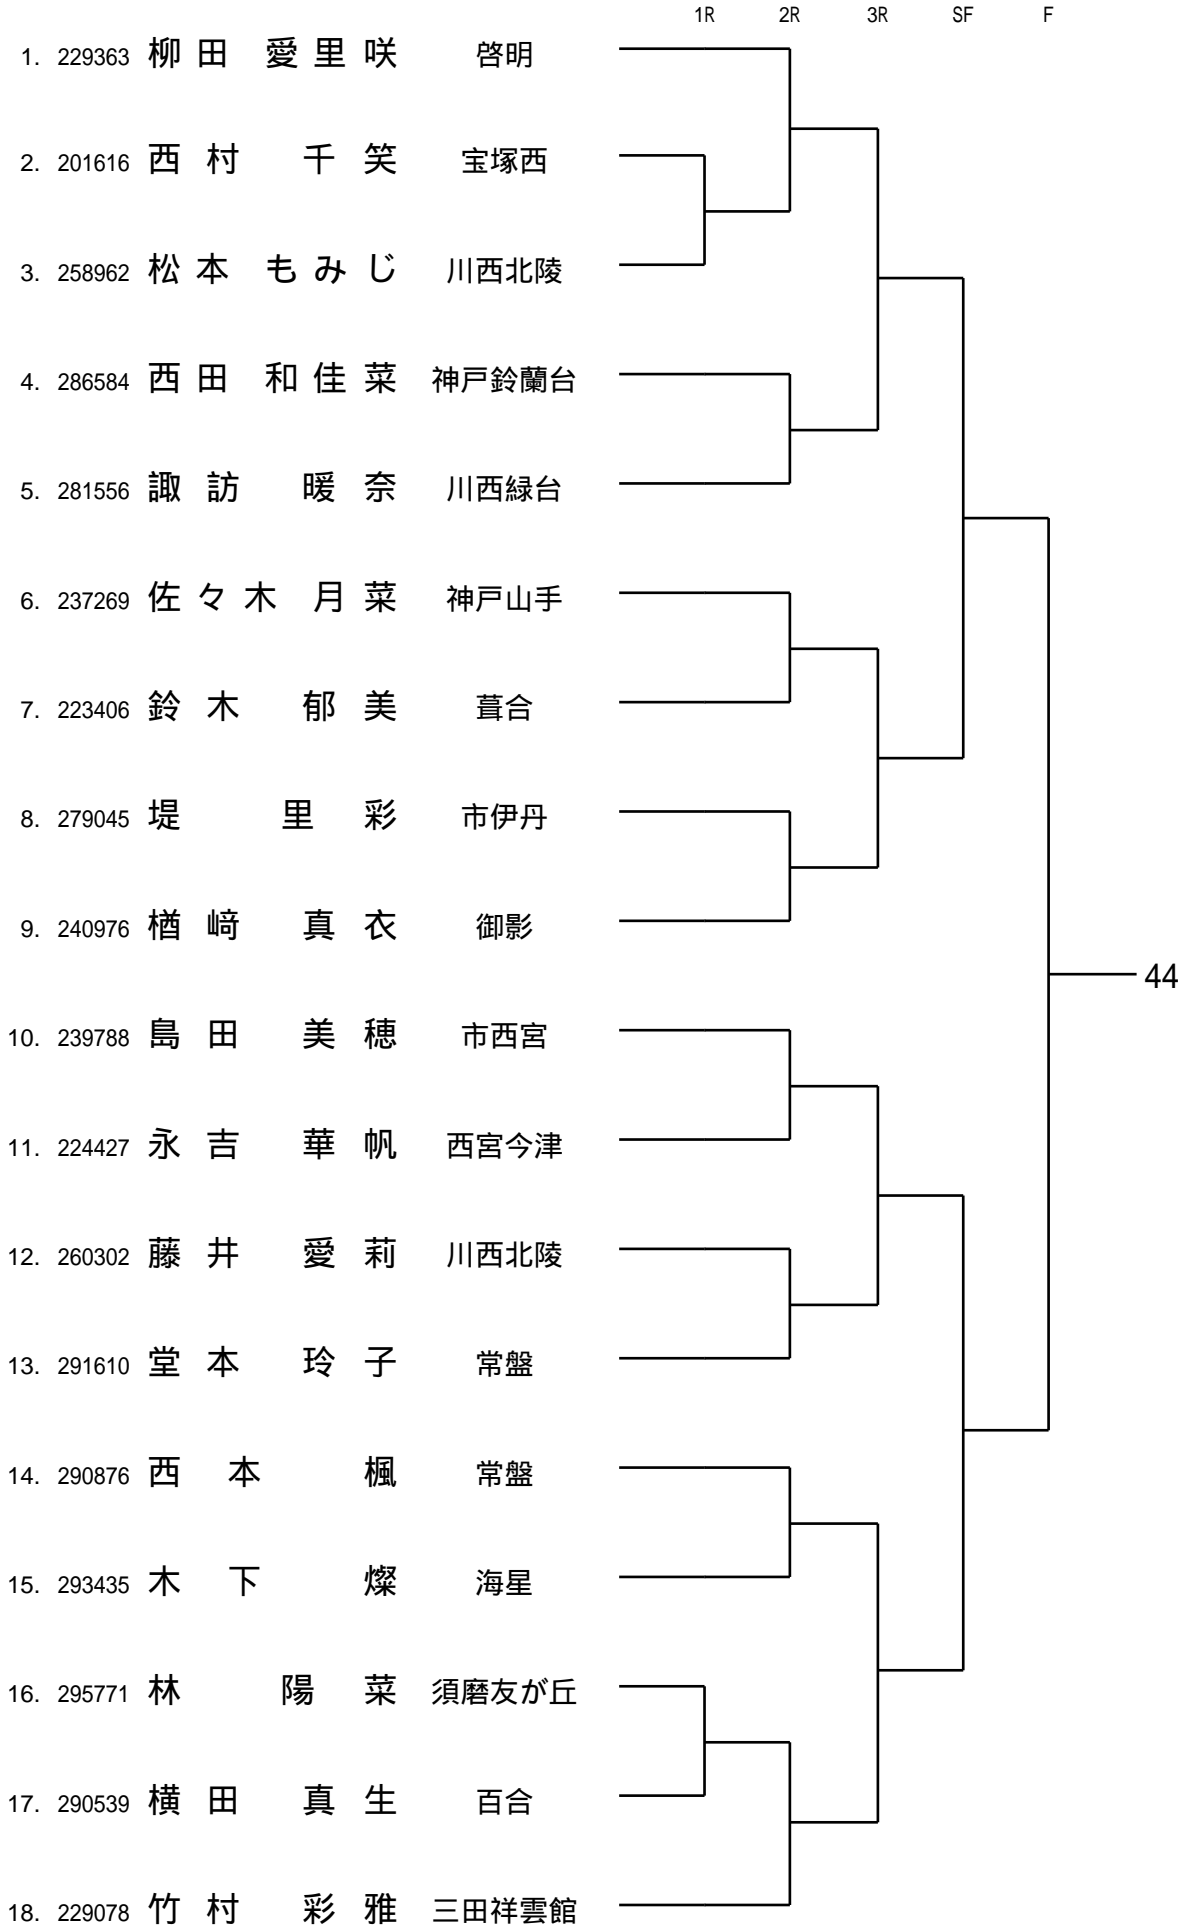 1R 2R 3R SF F
1. 229363 柳田 愛里咲 啓明
2. 201616 西村 千笑 宝塚西
3. 258962 松本 もみじ 川西北陵
4. 286584 西田 和佳菜 神戸鈴蘭台
5. 281556 諏訪 暖奈 川西緑台
6. 237269 佐々木 月菜 神戸山手
7. 223406 鈴木 郁美 葺合
8. 279045 堤 里彩 市伊丹
9. 240976 楢﨑 真衣 御影
44
10. 239788 島田 美穂 市西宮
11. 224427 永吉 華帆 西宮今津
12. 260302 藤井 愛莉 川西北陵
13. 291610 堂本 玲子 常盤
14. 290876 西本 楓 常盤
15. 293435 木下 燦 海星
16. 295771 林 陽菜 須磨友が丘
17. 290539 横田 真生 百合
18. 229078 竹村 彩雅 三田祥雲館